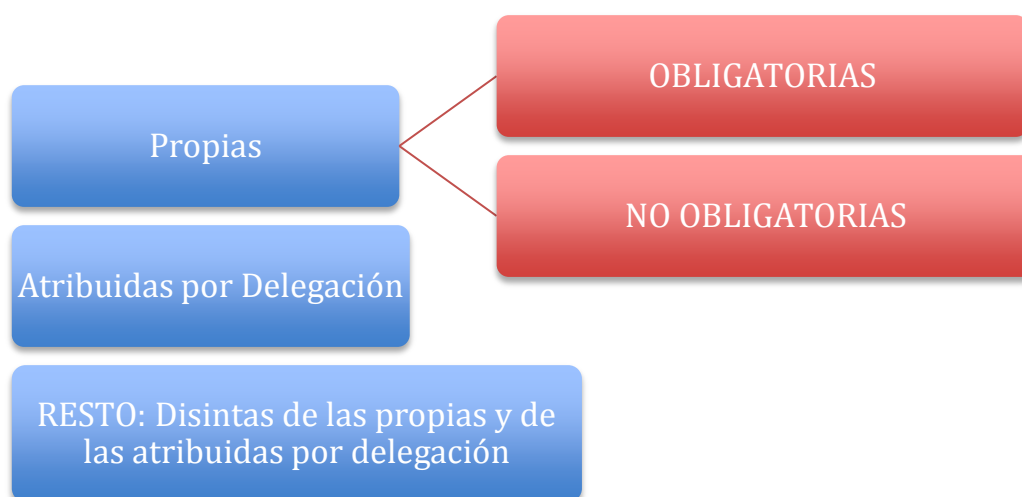 OBLIGATORIAS
Propias
NO OBLIGATORIAS
Atribuidas por Delegación
RESTO: Disintas de las propias y de
las atribuidas por delegación